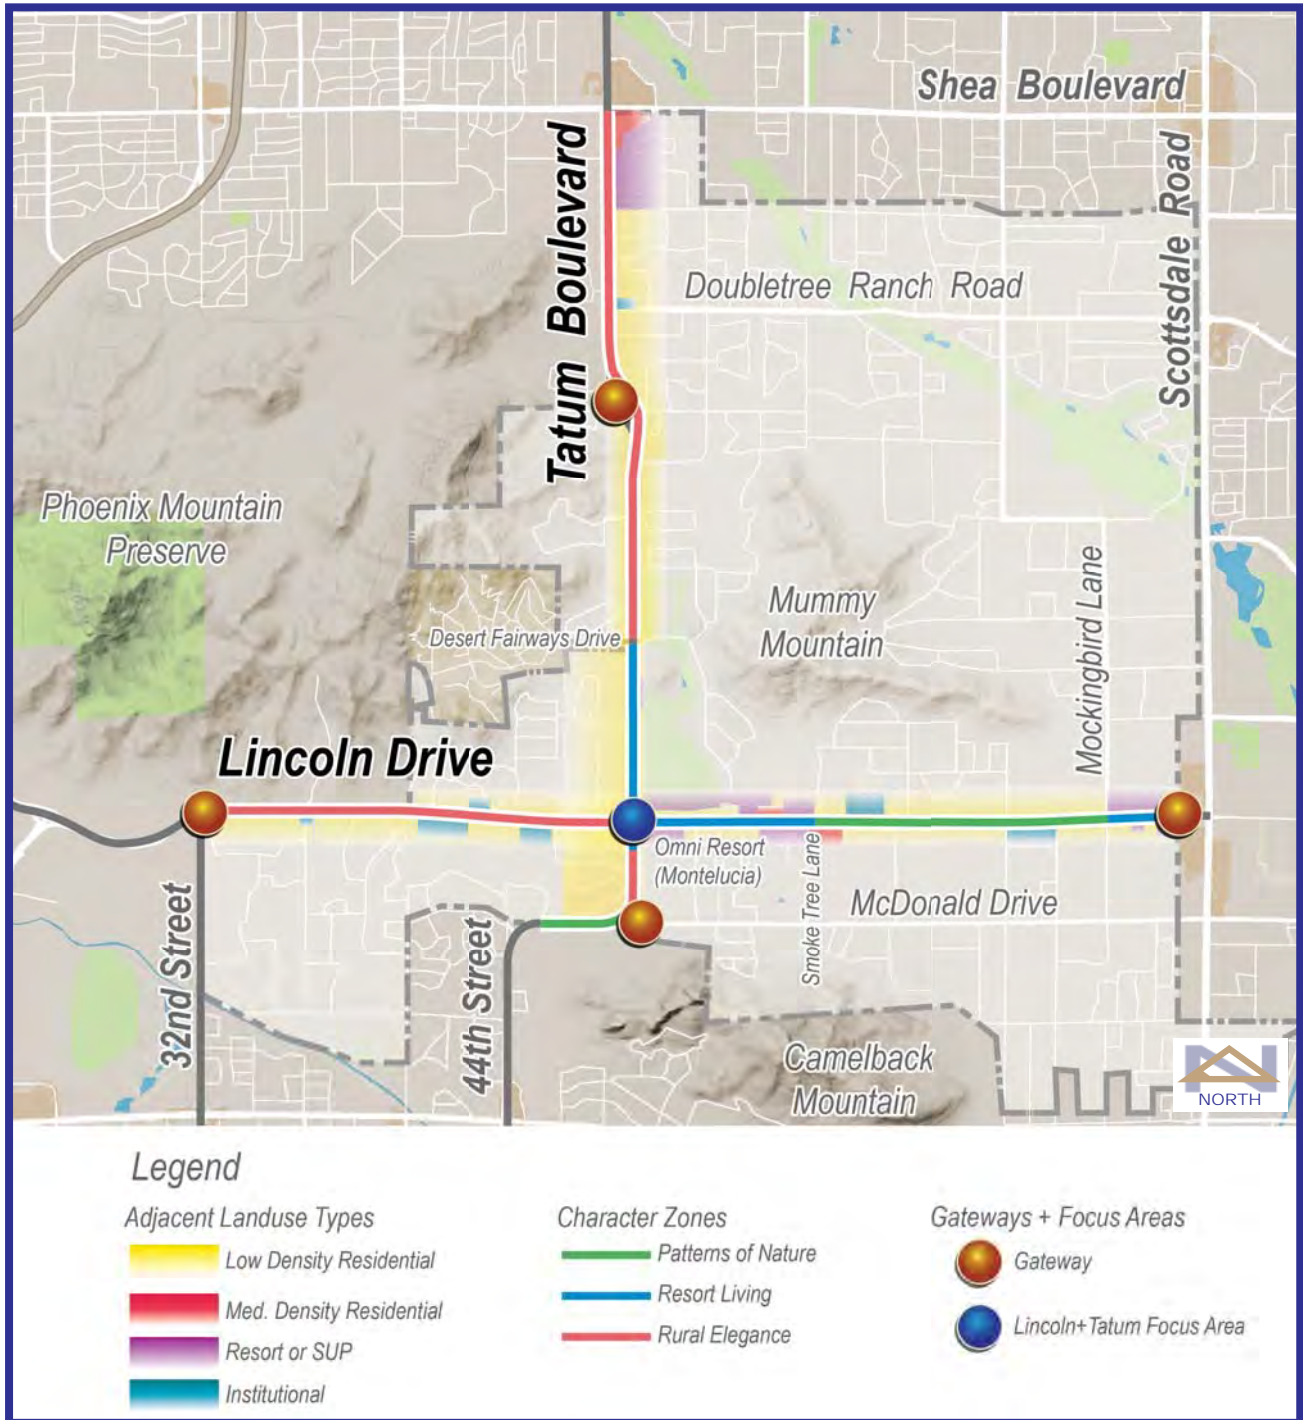 Shea Boulevard
Tatum Boulevard
Scottsdale Road
Doubletree Ranch Road
Phoenix Mountain
Preserve
Mummy
Mountain
Mockingbird Lane
Desert Fairways Drive
Lincoln Drive
Omni Resort
(Montelucia)
Smoke Tree Lane
McDonald Drive
32nd Street
44th Street
Camelback
Mountain
N
NORTH
Legend
Adjacent Landuse Types
Low Density Residential
Med. Density Residential
Resort or SUP
Institutional
Character Zones
Patterns of Nature
Resort Living
Rural Elegance
Gateways + Focus Areas
Gateway
Lincoln+Tatum Focus Area